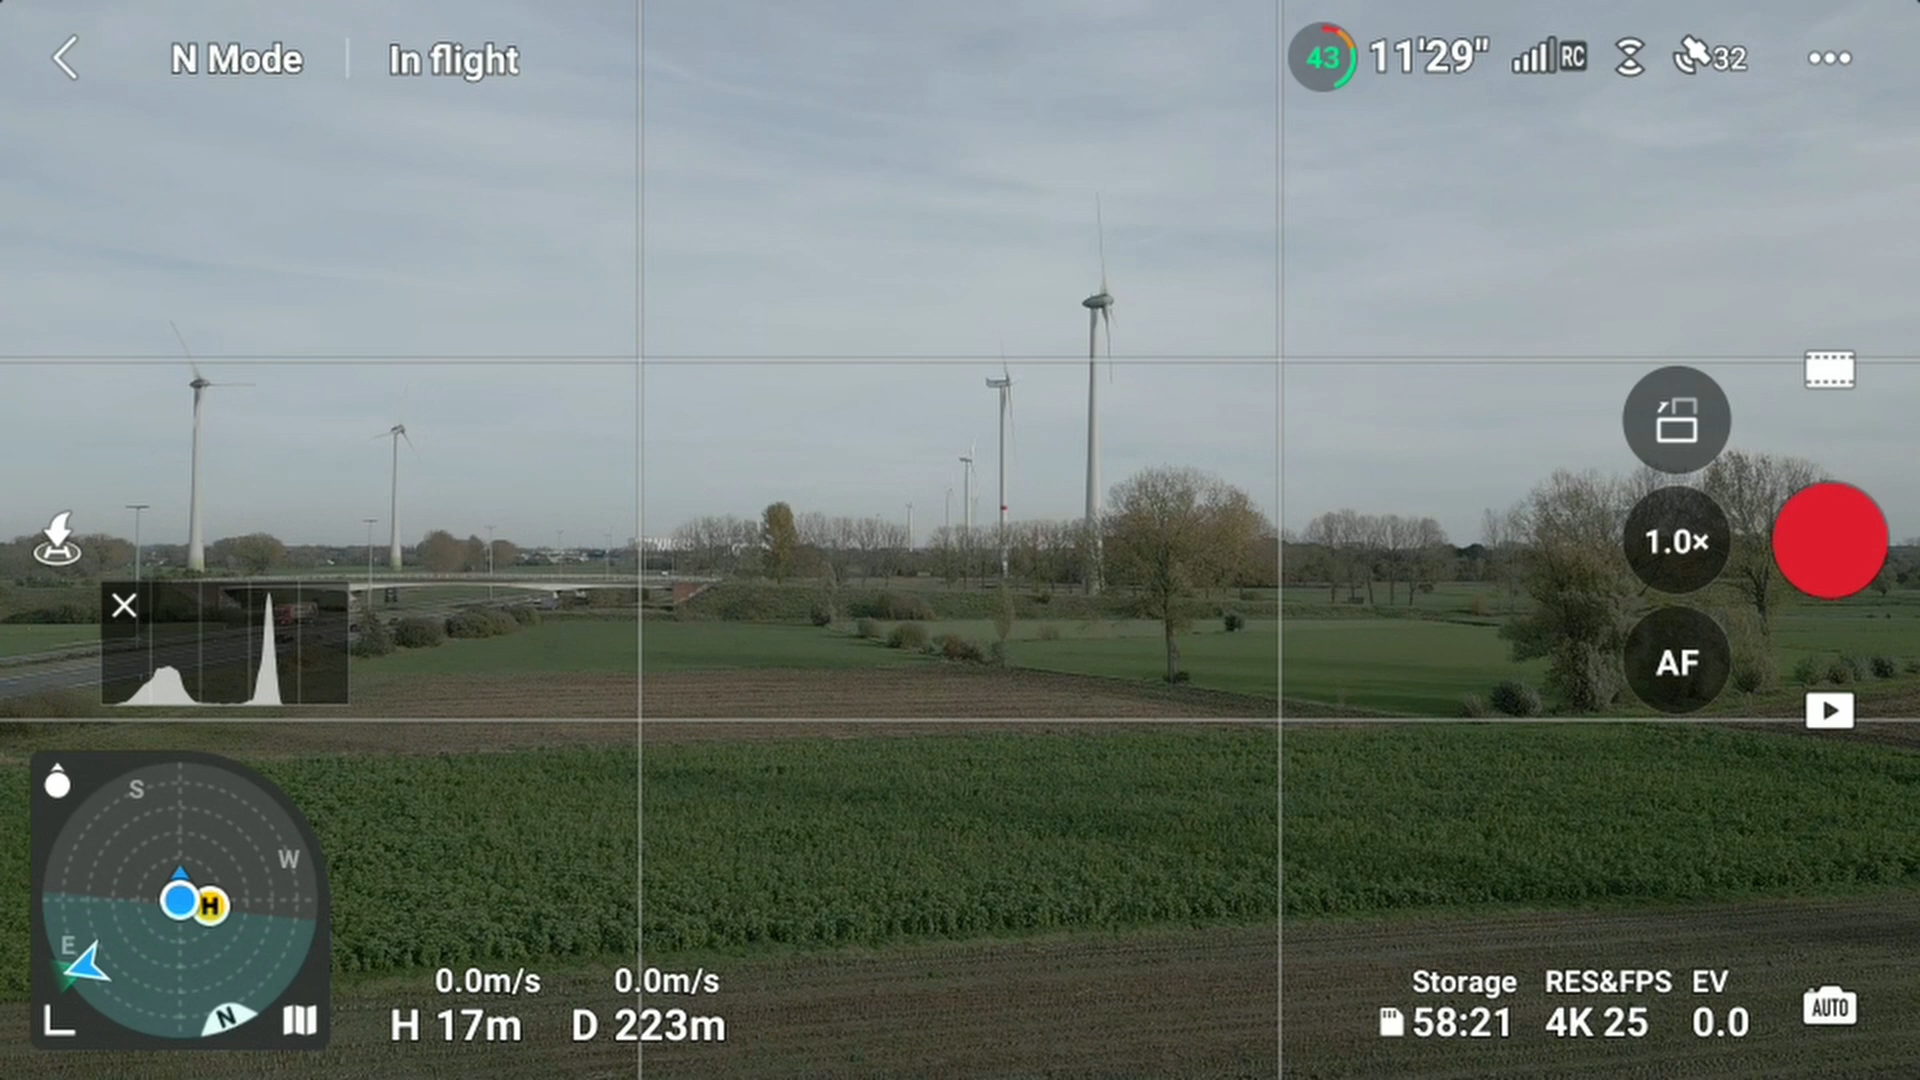 N Mode
In flight
43
11'29"
RC
32
1.0×
AF
S
W
H
E
N
0.0m/s
0.0m/s
H 17m
D 223m
Storage
58:21
RES&FPS
4K 25
EV
0.0
AUTO